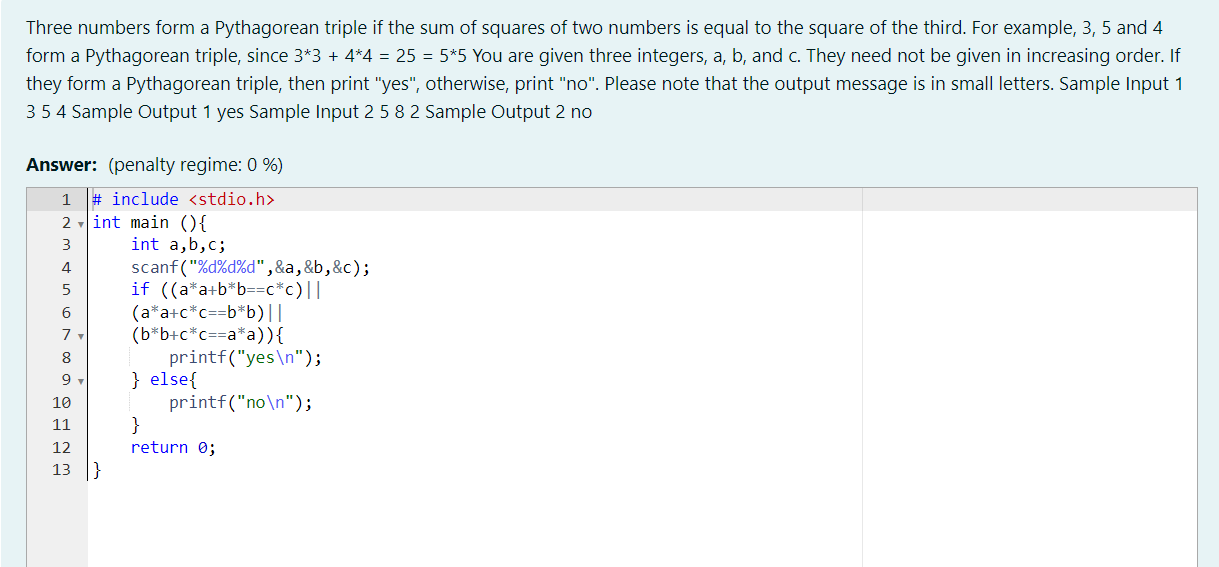 Three numbers form a Pythagorean triple if the sum of squares of two numbers is equal to the square of the third. For example, 3, 5 and 4
form a Pythagorean triple, since 3*3 + 4*4 = 25 = 5*5 You are given three integers, a, b, and c. They need not be given in increasing order. If
they form a Pythagorean triple, then print "yes", otherwise, print "no". Please note that the output message is in small letters. Sample Input 1
3 5 4 Sample Output 1 yes Sample Input 2 5 8 2 Sample Output 2 no
Answer: (penalty regime: 0 %)
1 # include <stdio.h>
2 int main (){
3     int a,b,c;
4     scanf("%d%d%d",&a,&b,&c);
5     if ((a*a+b*b==c*c)||
6     (a*a+c*c==b*b)||
7     (b*b+c*c==a*a)){
8         printf("yes\n");
9     } else{
10         printf("no\n");
11     }
12     return 0;
13 }